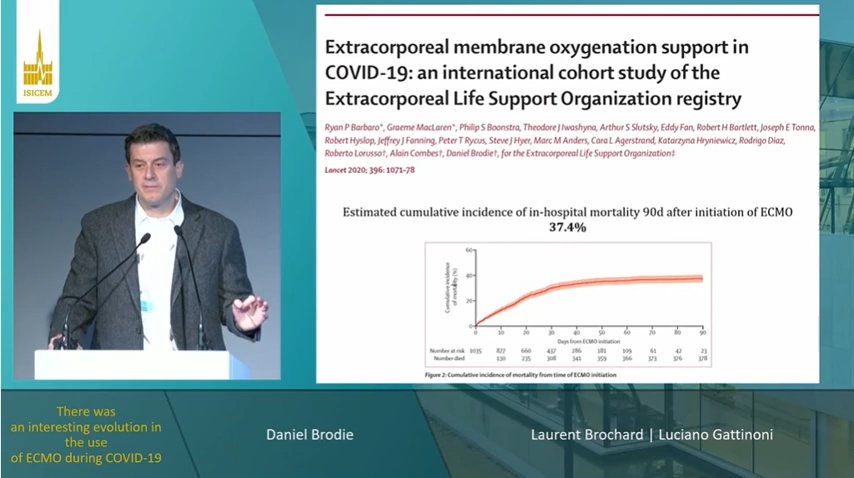 ISICEM
Extracorporeal membrane oxygenation support in
COVID-19: an international cohort study of the
Extracorporeal Life Support Organization registry
Ryan P Barbaro*, Graeme MacLaren*, Philip S Boonstra, Theodore J Iwashyna, Arthur S Slutsky, Eddy Fan, Robert H Bartlett, Joseph E Tonna,
Robert Hyslop, Jeffrey J Fanning, Peter T Rycus, Steve J Hyer, Marc M Anders, Cara L Agerstrand, Katarzyna Hryniewicz, Rodrigo Diaz,
Roberto Lorusso†, Alain Combes†, Daniel Brodie†, for the Extracorporeal Life Support Organization‡
Lancet 2020; 396: 1071–78
Estimated cumulative incidence of in-hospital mortality 90d after initiation of ECMO
37.4%
Cumulative incidence
of mortality (%)
60
40
20
0
0 10 20 30 40 50 60 70 80 90
Days from ECMO initiation
Number at risk 1035 877 660 437 286 181 109 61 42 23
Number died 130 235 308 341 359 366 373 376 378
Figure 2: Cumulative incidence of mortality from time of ECMO initiation
There was
an interesting evolution in
the use
of ECMO during COVID-19
Daniel Brodie
Laurent Brochard | Luciano Gattinoni